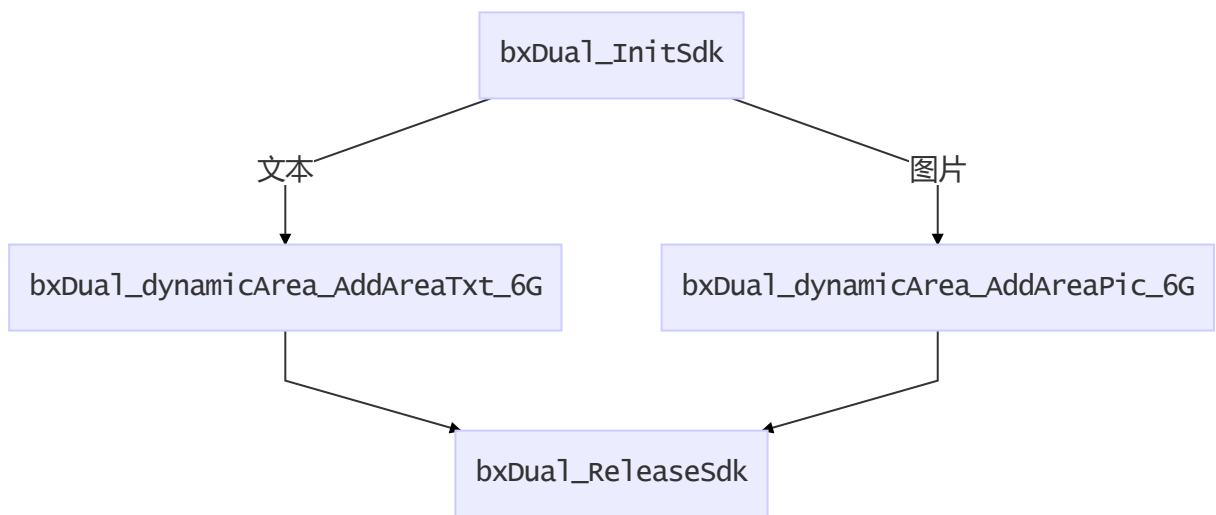 bxDual_InitSdk
文本
图片
bxDual_dynamicArea_AddAreaTxt_6G
bxDual_dynamicArea_AddAreaPic_6G
bxDual_ReleaseSdk